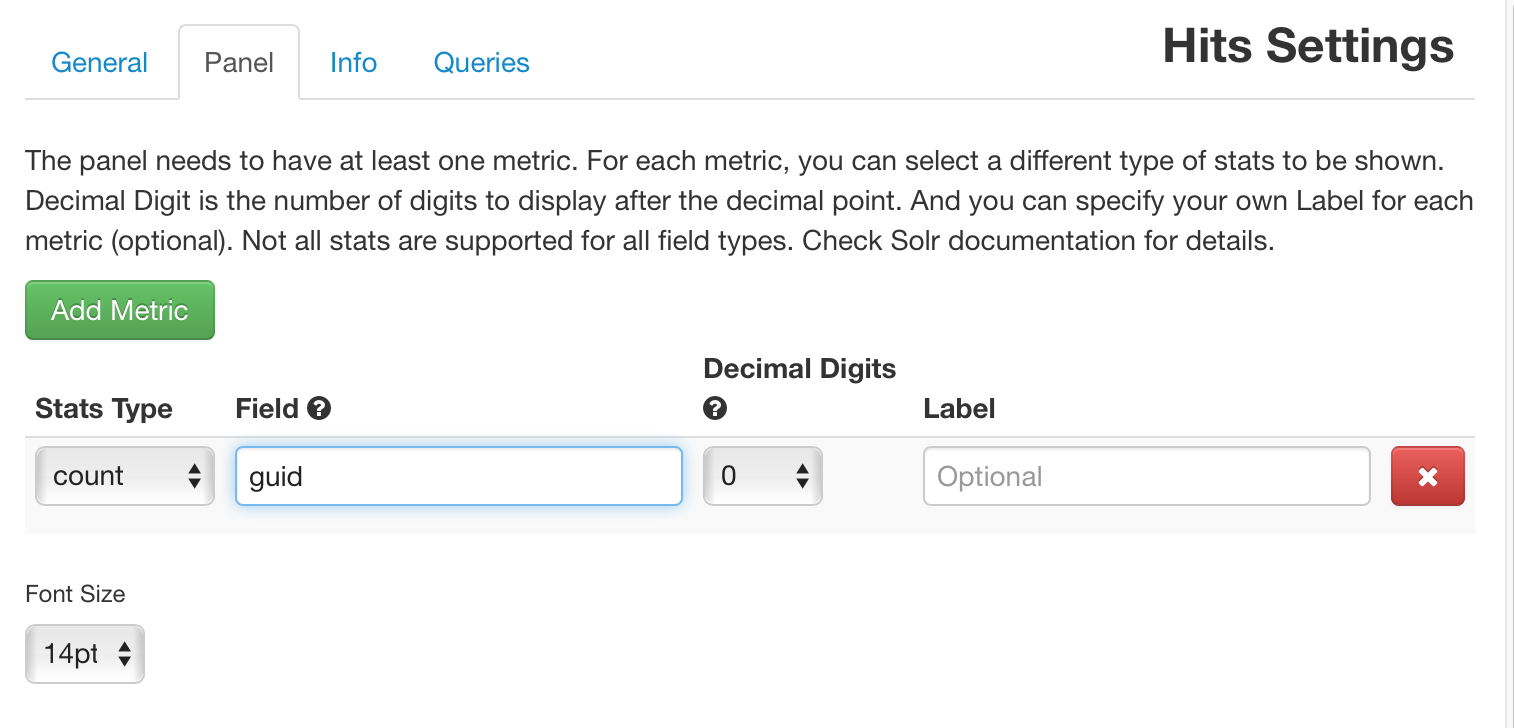 General Panel Info Queries Hits Settings
The panel needs to have at least one metric. For each metric, you can select a different type of stats to be shown.
Decimal Digit is the number of digits to display after the decimal point. And you can specify your own Label for each
metric (optional). Not all stats are supported for all field types. Check Solr documentation for details.
Add Metric
Stats Type Field ? Decimal Digits ? Label
count guid 0 Optional
Font Size
14pt